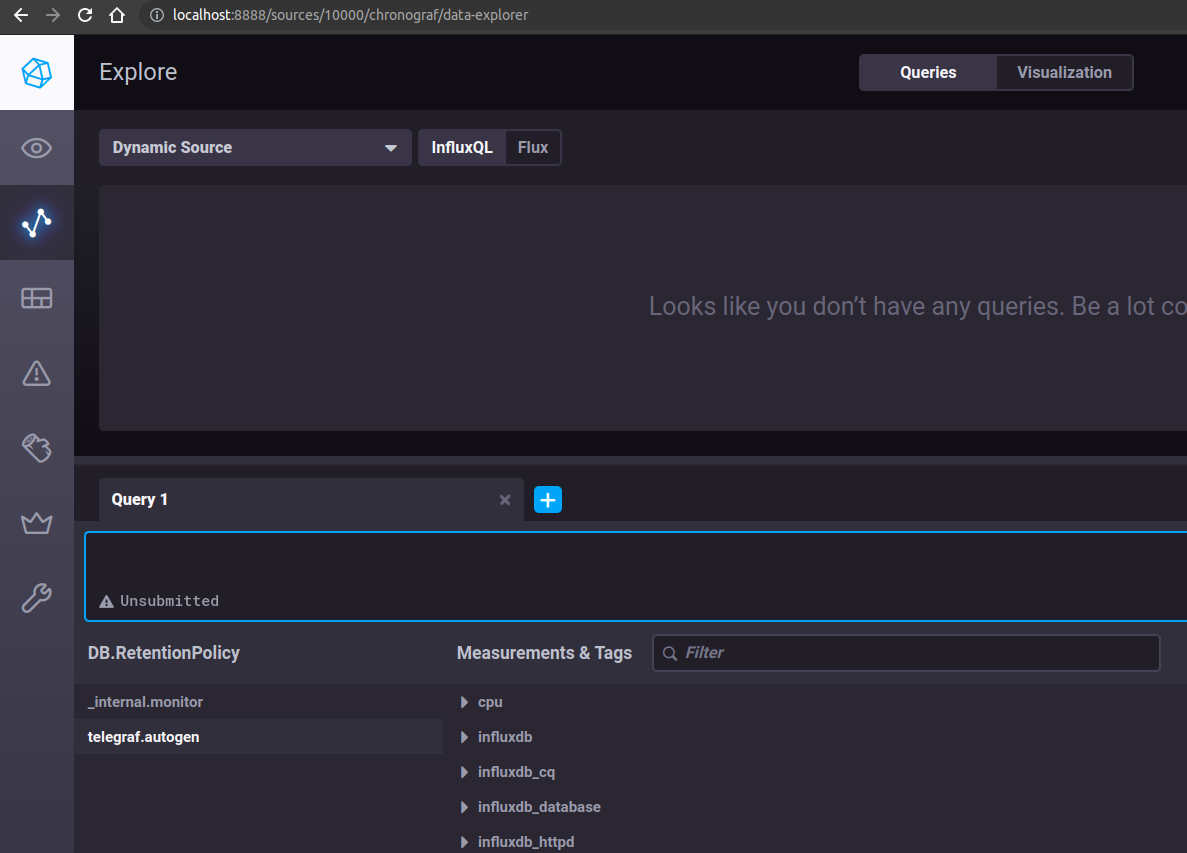 localhost:8888/sources/10000/chronograf/data-explorer
Explore
Queries Visualization
Dynamic Source InfluxQL Flux
Looks like you don’t have any queries. Be a lot
Query 1
Unsubmitted
DB.RetentionPolicy Measurements & Tags Filter
_internal.monitor cpu
telegraf.autogen influxdb
influxdb_cq
influxdb_database
influxdb_httpd